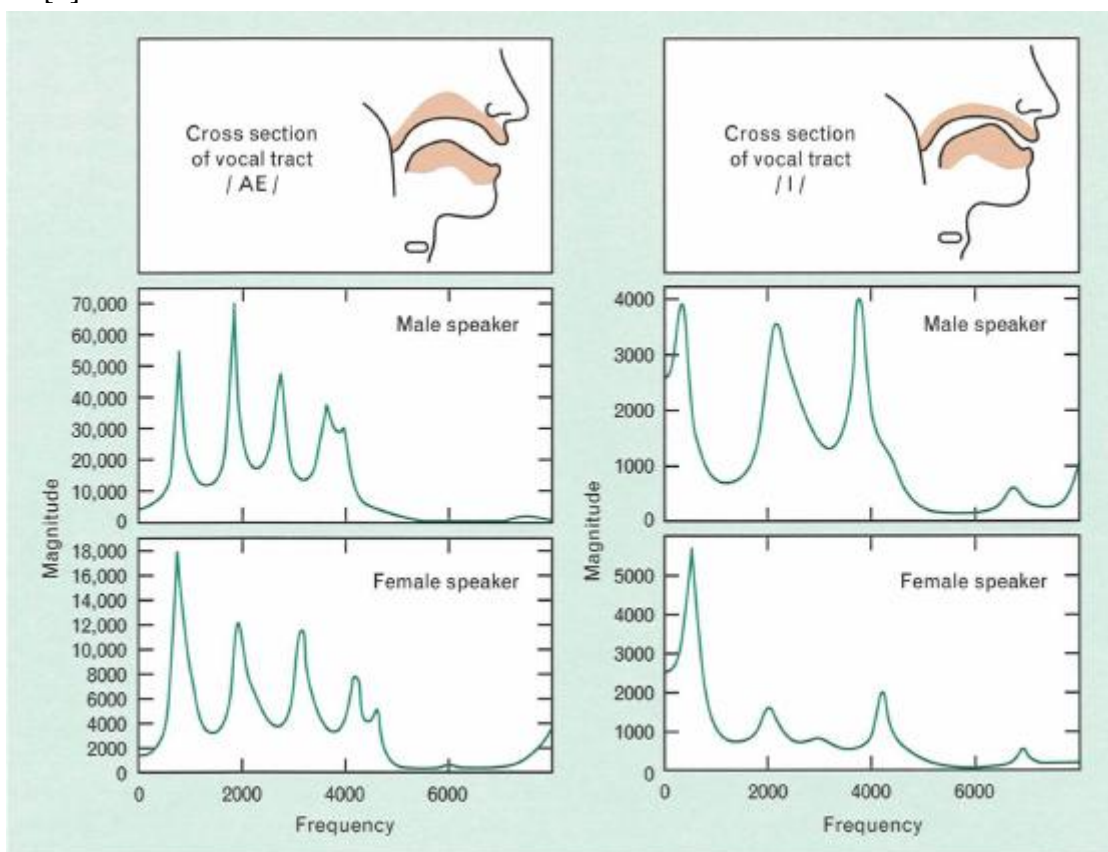 Cross section
of vocal tract
/ AE /
Cross section
of vocal tract
/ I /
70,000
60,000
50,000
40,000
30,000
20,000
10,000
0
Magnitude
Male speaker
4000
3000
2000
1000
0
Magnitude
Male speaker
18,000
16,000
14,000
12,000
10,000
8000
6000
4000
2000
0
Female speaker
0
2000
4000
6000
Frequency
5000
4000
3000
2000
1000
0
Female speaker
2000
4000
6000
Frequency